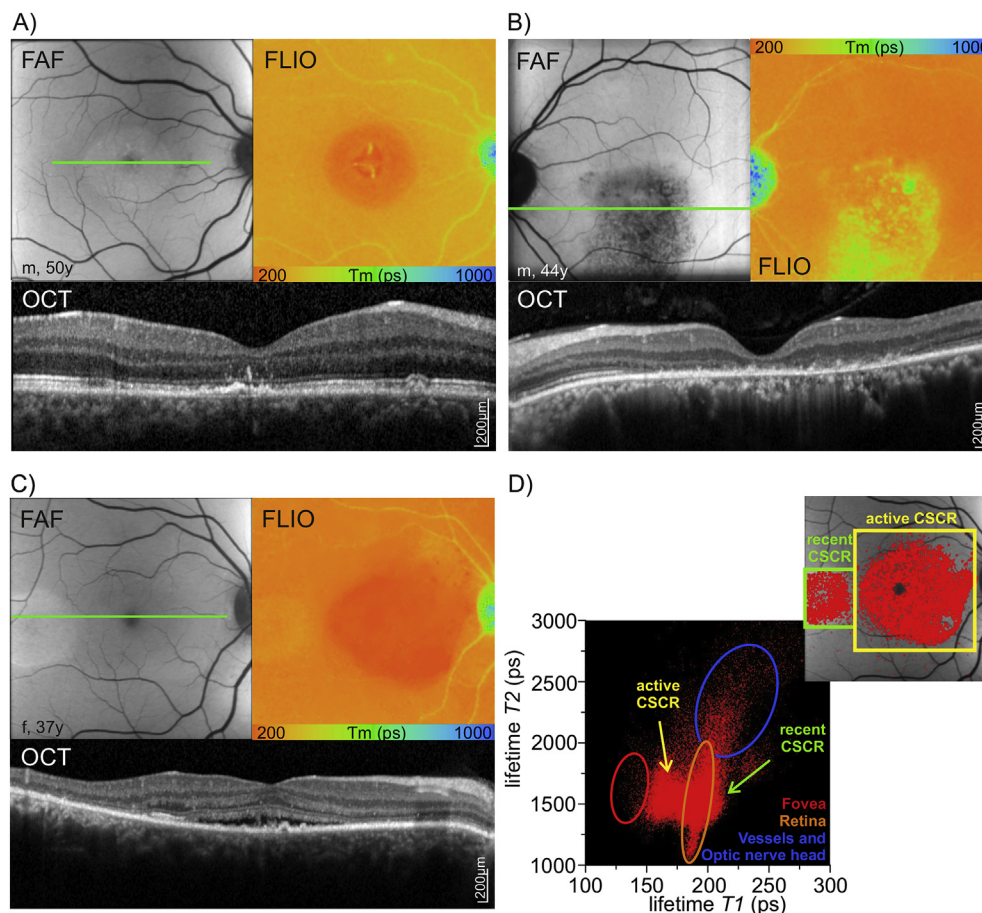 A)
FAF
FLIO
m, 50y
200 Tm (ps) 1000
OCT
200µm
B)
200 Tm (ps) 1000
FAF
m, 44y
FLIO
OCT
200µm
C)
FAF
FLIO
f, 37y
200 Tm (ps) 1000
OCT
200µm
D)
active CSCR
recent
CSCR
3000
2500
2000
1500
1000
lifetime T2 (ps)
active
CSCR
recent
CSCR
Fovea
Retina
Vessels and
Optic nerve head
100 150 200 250 300
lifetime T1 (ps)